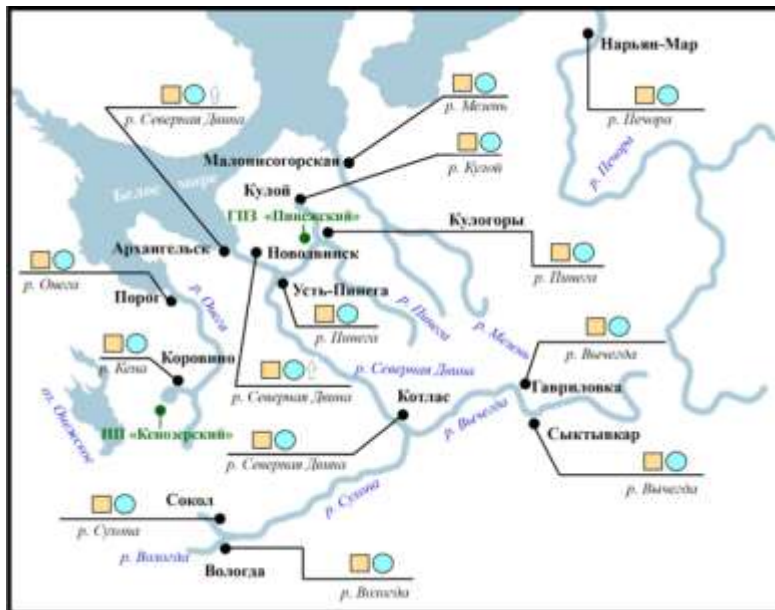 Нарьян-Мар
р. Печора
р. Печора
р. Северная Двина
р. Мезень
Малонисогорская
р. Кулой
Кулой
Белое море
ГПЗ «Пинежский»
Кулогоры
р. Пинега
Архангельск
Новодвинск
р. Онега
Порог
р. Онега
Усть-Пинега
р. Пинега
р. Пинега
р. Мезень
р. Вычегда
р. Кена
Коровино
р. Северная Двина
р. Северная Двина
Гавриловка
Котлас
р. Вычегда
оз. Онежское
НП «Кенозерский»
Сыктывкар
р. Северная Двина
р. Вычегда
Сокол
р. Сухона
р. Сухона
р. Вологда
Вологда
р. Вологда